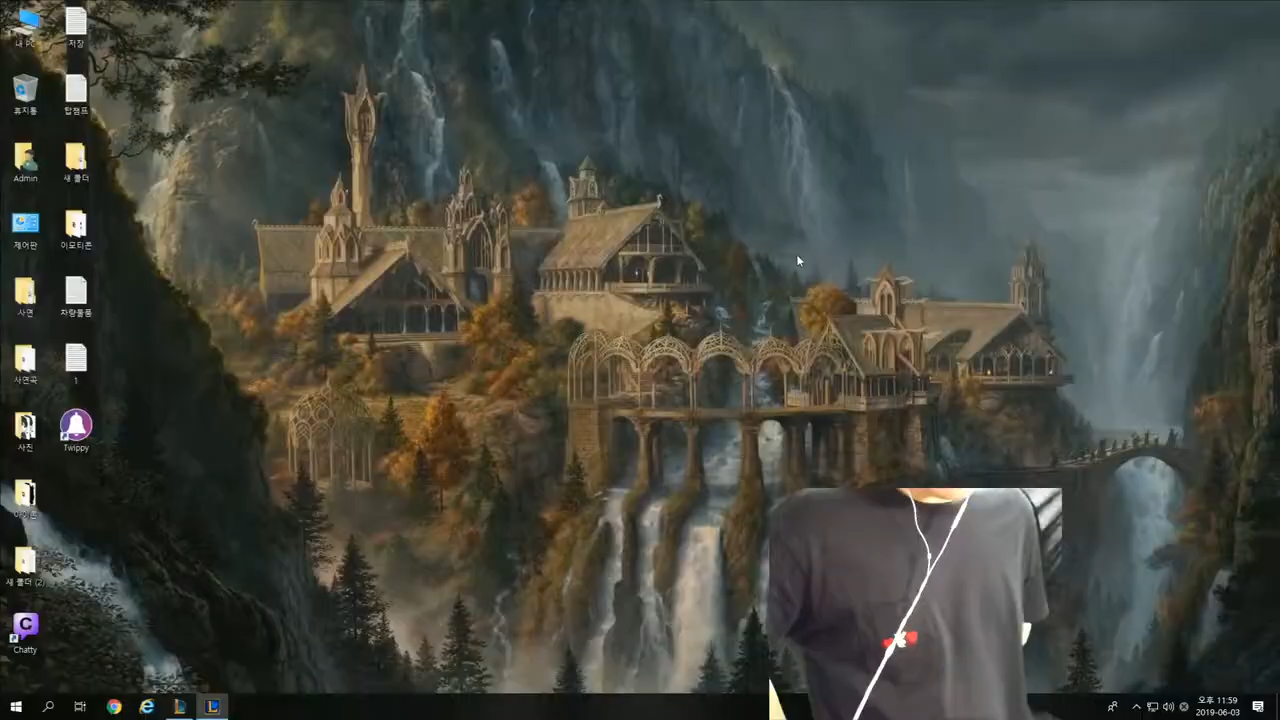 내 PC
저장
휴지통
탑챔프
Admin
새 폴더
제어판
이모티콘
사연
차량물품
사연곡
1
사진
Twippy
새 폴더 (2)
Chatty
오후 11:59
2019-06-03